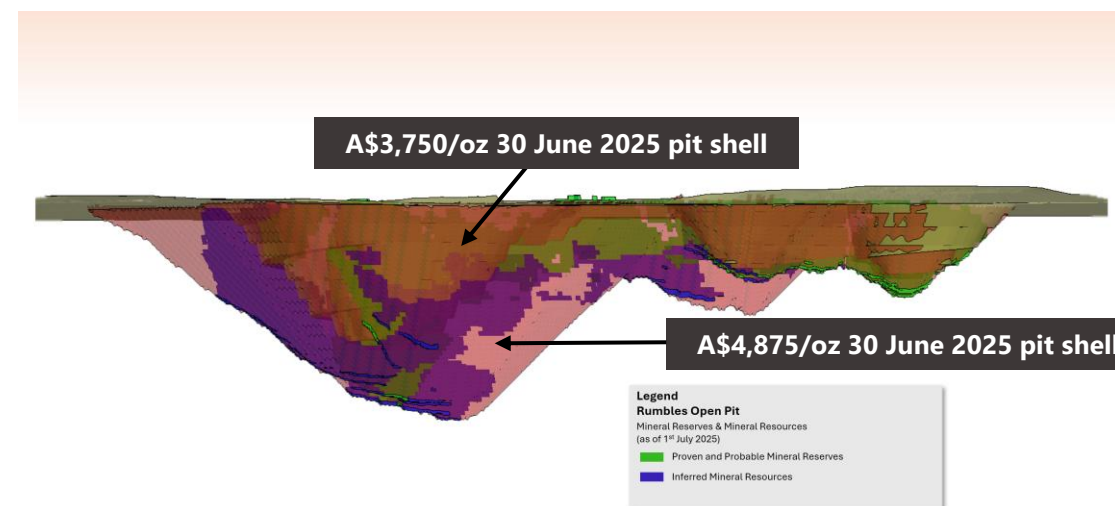 A$3,750/oz 30 June 2025 pit shell
A$4,875/oz 30 June 2025 pit shell
Legend
Rumbles Open Pit
Mineral Reserves & Mineral Resources
(as of 1st July 2025)
Proven and Probable Mineral Reserves
Inferred Mineral Resources